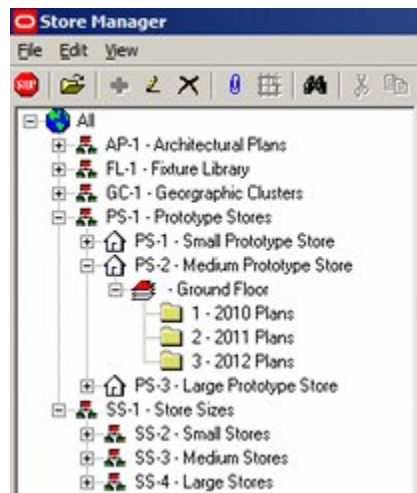 Store Manager
File Edit View
STOP
All
AP-1 - Architectural Plans
FL-1 - Fixture Library
GC-1 - Georgraphic Clusters
PS-1 - Prototype Stores
PS-1 - Small Prototype Store
PS-2 - Medium Prototype Store
- Ground Floor
1 - 2010 Plans
2 - 2011 Plans
3 - 2012 Plans
PS-3 - Large Prototype Store
SS-1 - Store Sizes
SS-2 - Small Stores
SS-3 - Medium Stores
SS-4 - Large Stores